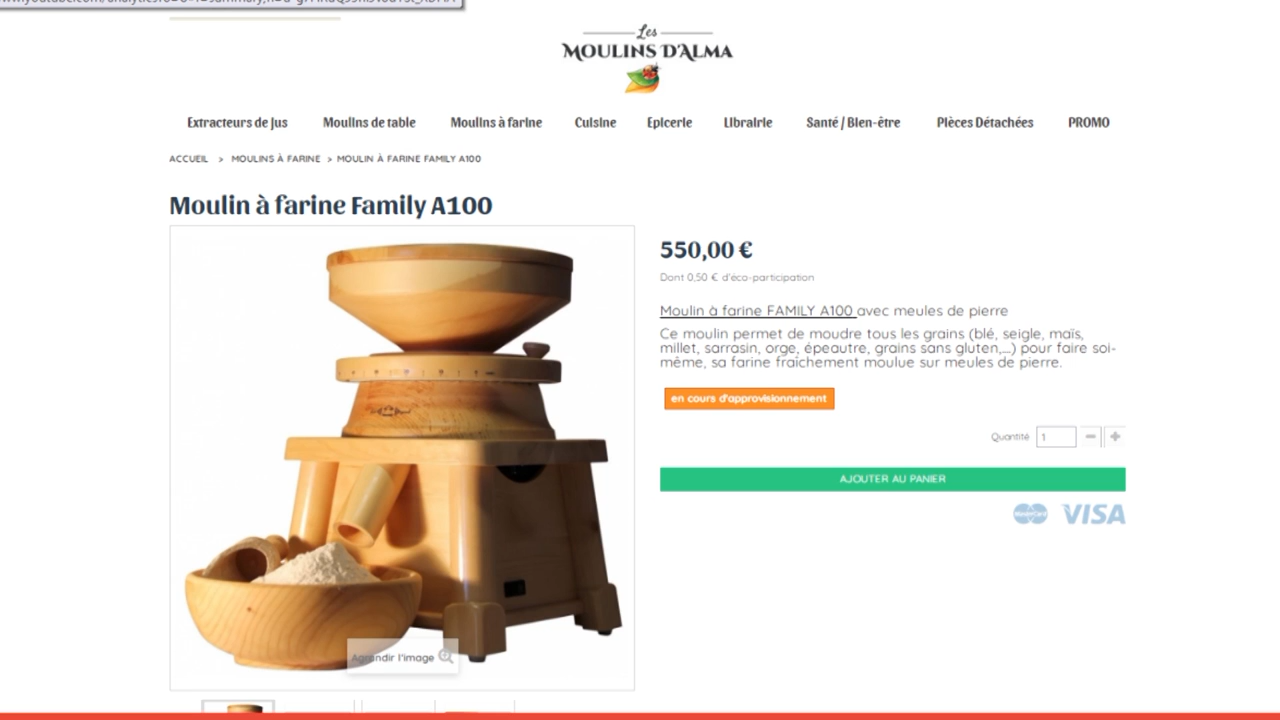 Les
MOULINS D'ALMA
Extracteurs de jus
Moulins de table
Moulins à farine
Cuisine
Epicerie
Librairie
Santé / Bien-être
Pièces Détachées
PROMO
ACCUEIL > MOULINS À FARINE > MOULIN À FARINE FAMILY A100
Moulin à farine Family A100
550,00 €
Dont 0,50 € d'éco-participation
Moulin à farine FAMILY A100 avec meules de pierre
Ce moulin permet de moudre tous les grains (blé, seigle, maïs,
millet, sarrasin, orge, épeautre, grains sans gluten,...) pour faire soi-
même, sa farine fraîchement moulue sur meules de pierre.
en cours d'approvisionnement
Quantité 1
AJOUTER AU PANIER
MasterCard VISA
Agrandir l'image